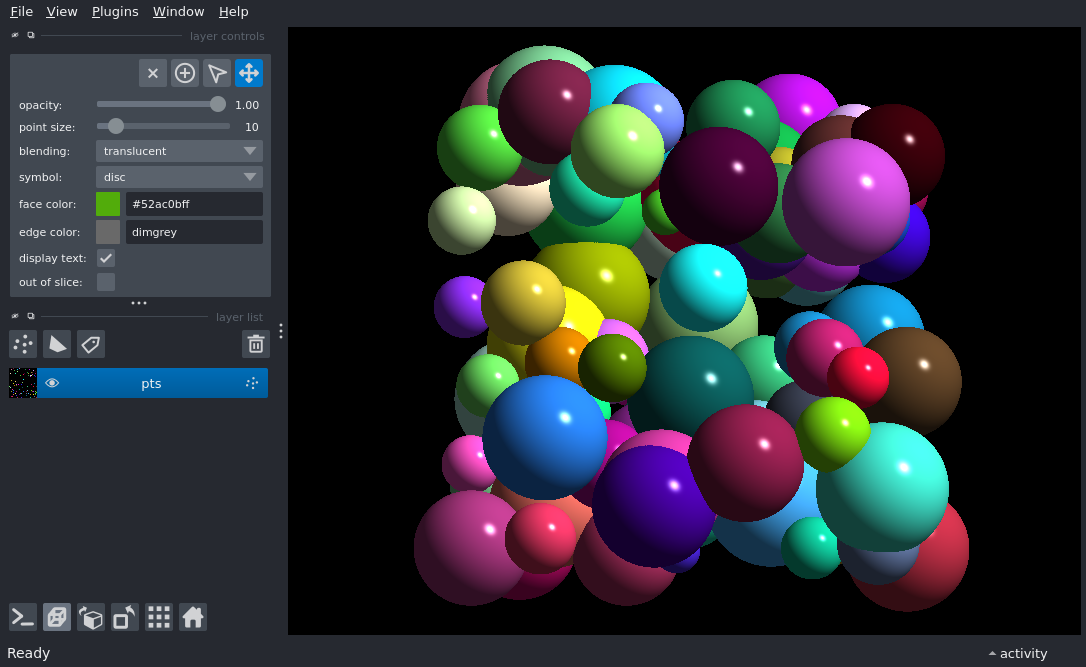 File View Plugins Window Help
layer controls
opacity: 1.00
point size: 10
blending: translucent
symbol: disc
face color: #52ac0bff
edge color: dimgrey
display text:
out of slice:
layer list
pts
Ready activity